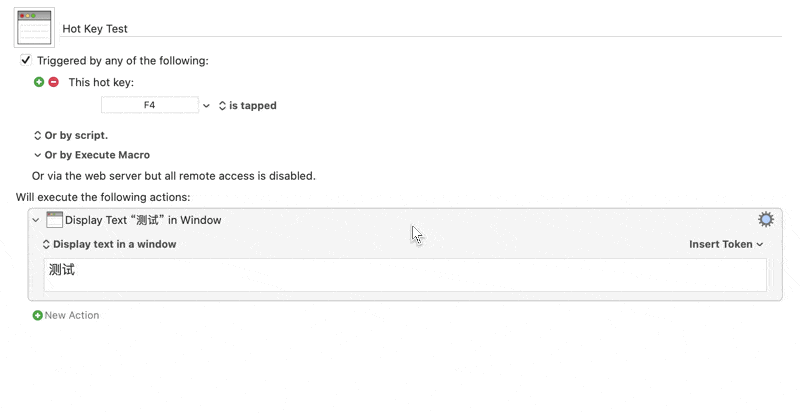 Hot Key Test
Triggered by any of the following:
This hot key:
F4 is tapped
Or by script.
Or by Execute Macro
Or via the web server but all remote access is disabled.
Will execute the following actions:
Display Text “测试” in Window
Display text in a window Insert Token
测试
New Action